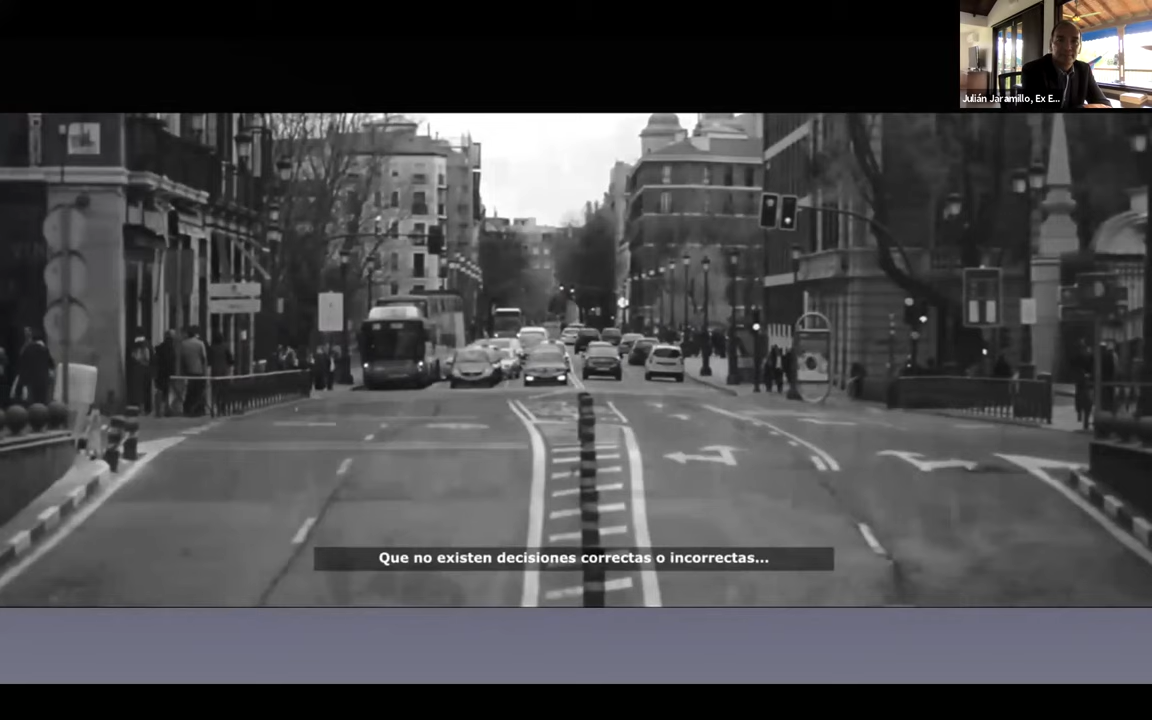 Julián Jaramillo, Ex E...
Que no existen decisiones correctas o incorrectas...